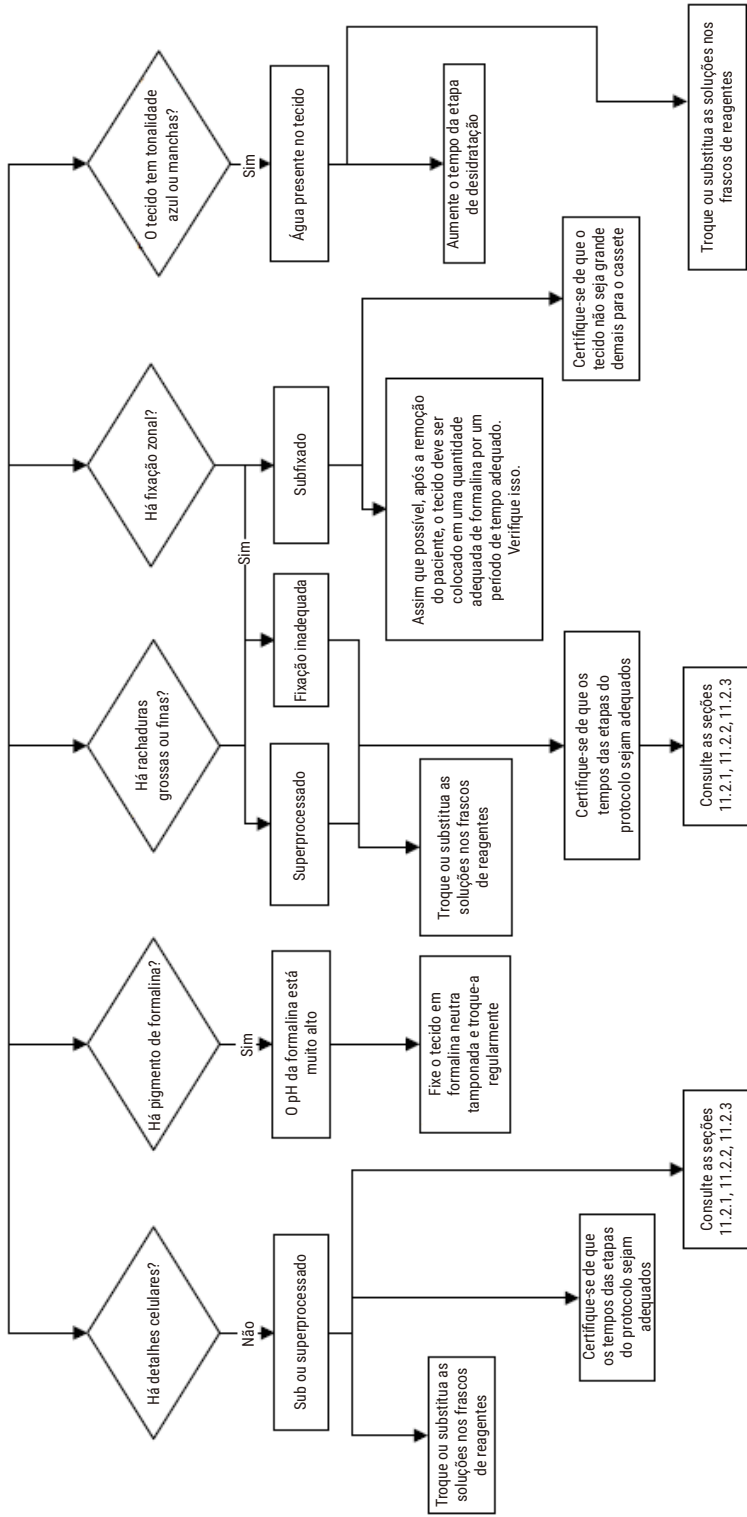 Há detalhes celulares?
Não
Sub ou superprocessado
Troque ou substitua as
soluções nos frascos
de reagentes
Certifique-se de que
os tempos das etapas
do protocolo sejam
adequados
Consulte as seções
11.2.1, 11.2.2, 11.2.3
Há pigmento de formalina?
Sim
O pH da formalina está
muito alto
Fixe o tecido em
formalina neutra
tamponada e troque-a
regularmente
Há rachaduras
grossas ou finas?
Superprocessado
Fixação inadequada
Sim
Troque ou substitua as
soluções nos frascos
de reagentes
Certifique-se de que os
tempos das etapas do
protocolo sejam adequados
Consulte as seções
11.2.1, 11.2.2, 11.2.3
Há fixação zonal?
Subfixado
Assim que possível, após a remoção
do paciente, o tecido deve ser
colocado em uma quantidade
adequada de formalina por um
período de tempo adequado.
Verifique isso.
Certifique-se de que o
tecido não seja grande
demais para o cassete
O tecido tem tonalidade
azul ou manchas?
Sim
Água presente no tecido
Aumente o tempo da etapa
de desidratação
Troque ou substitua as soluções nos
frascos de reagentes